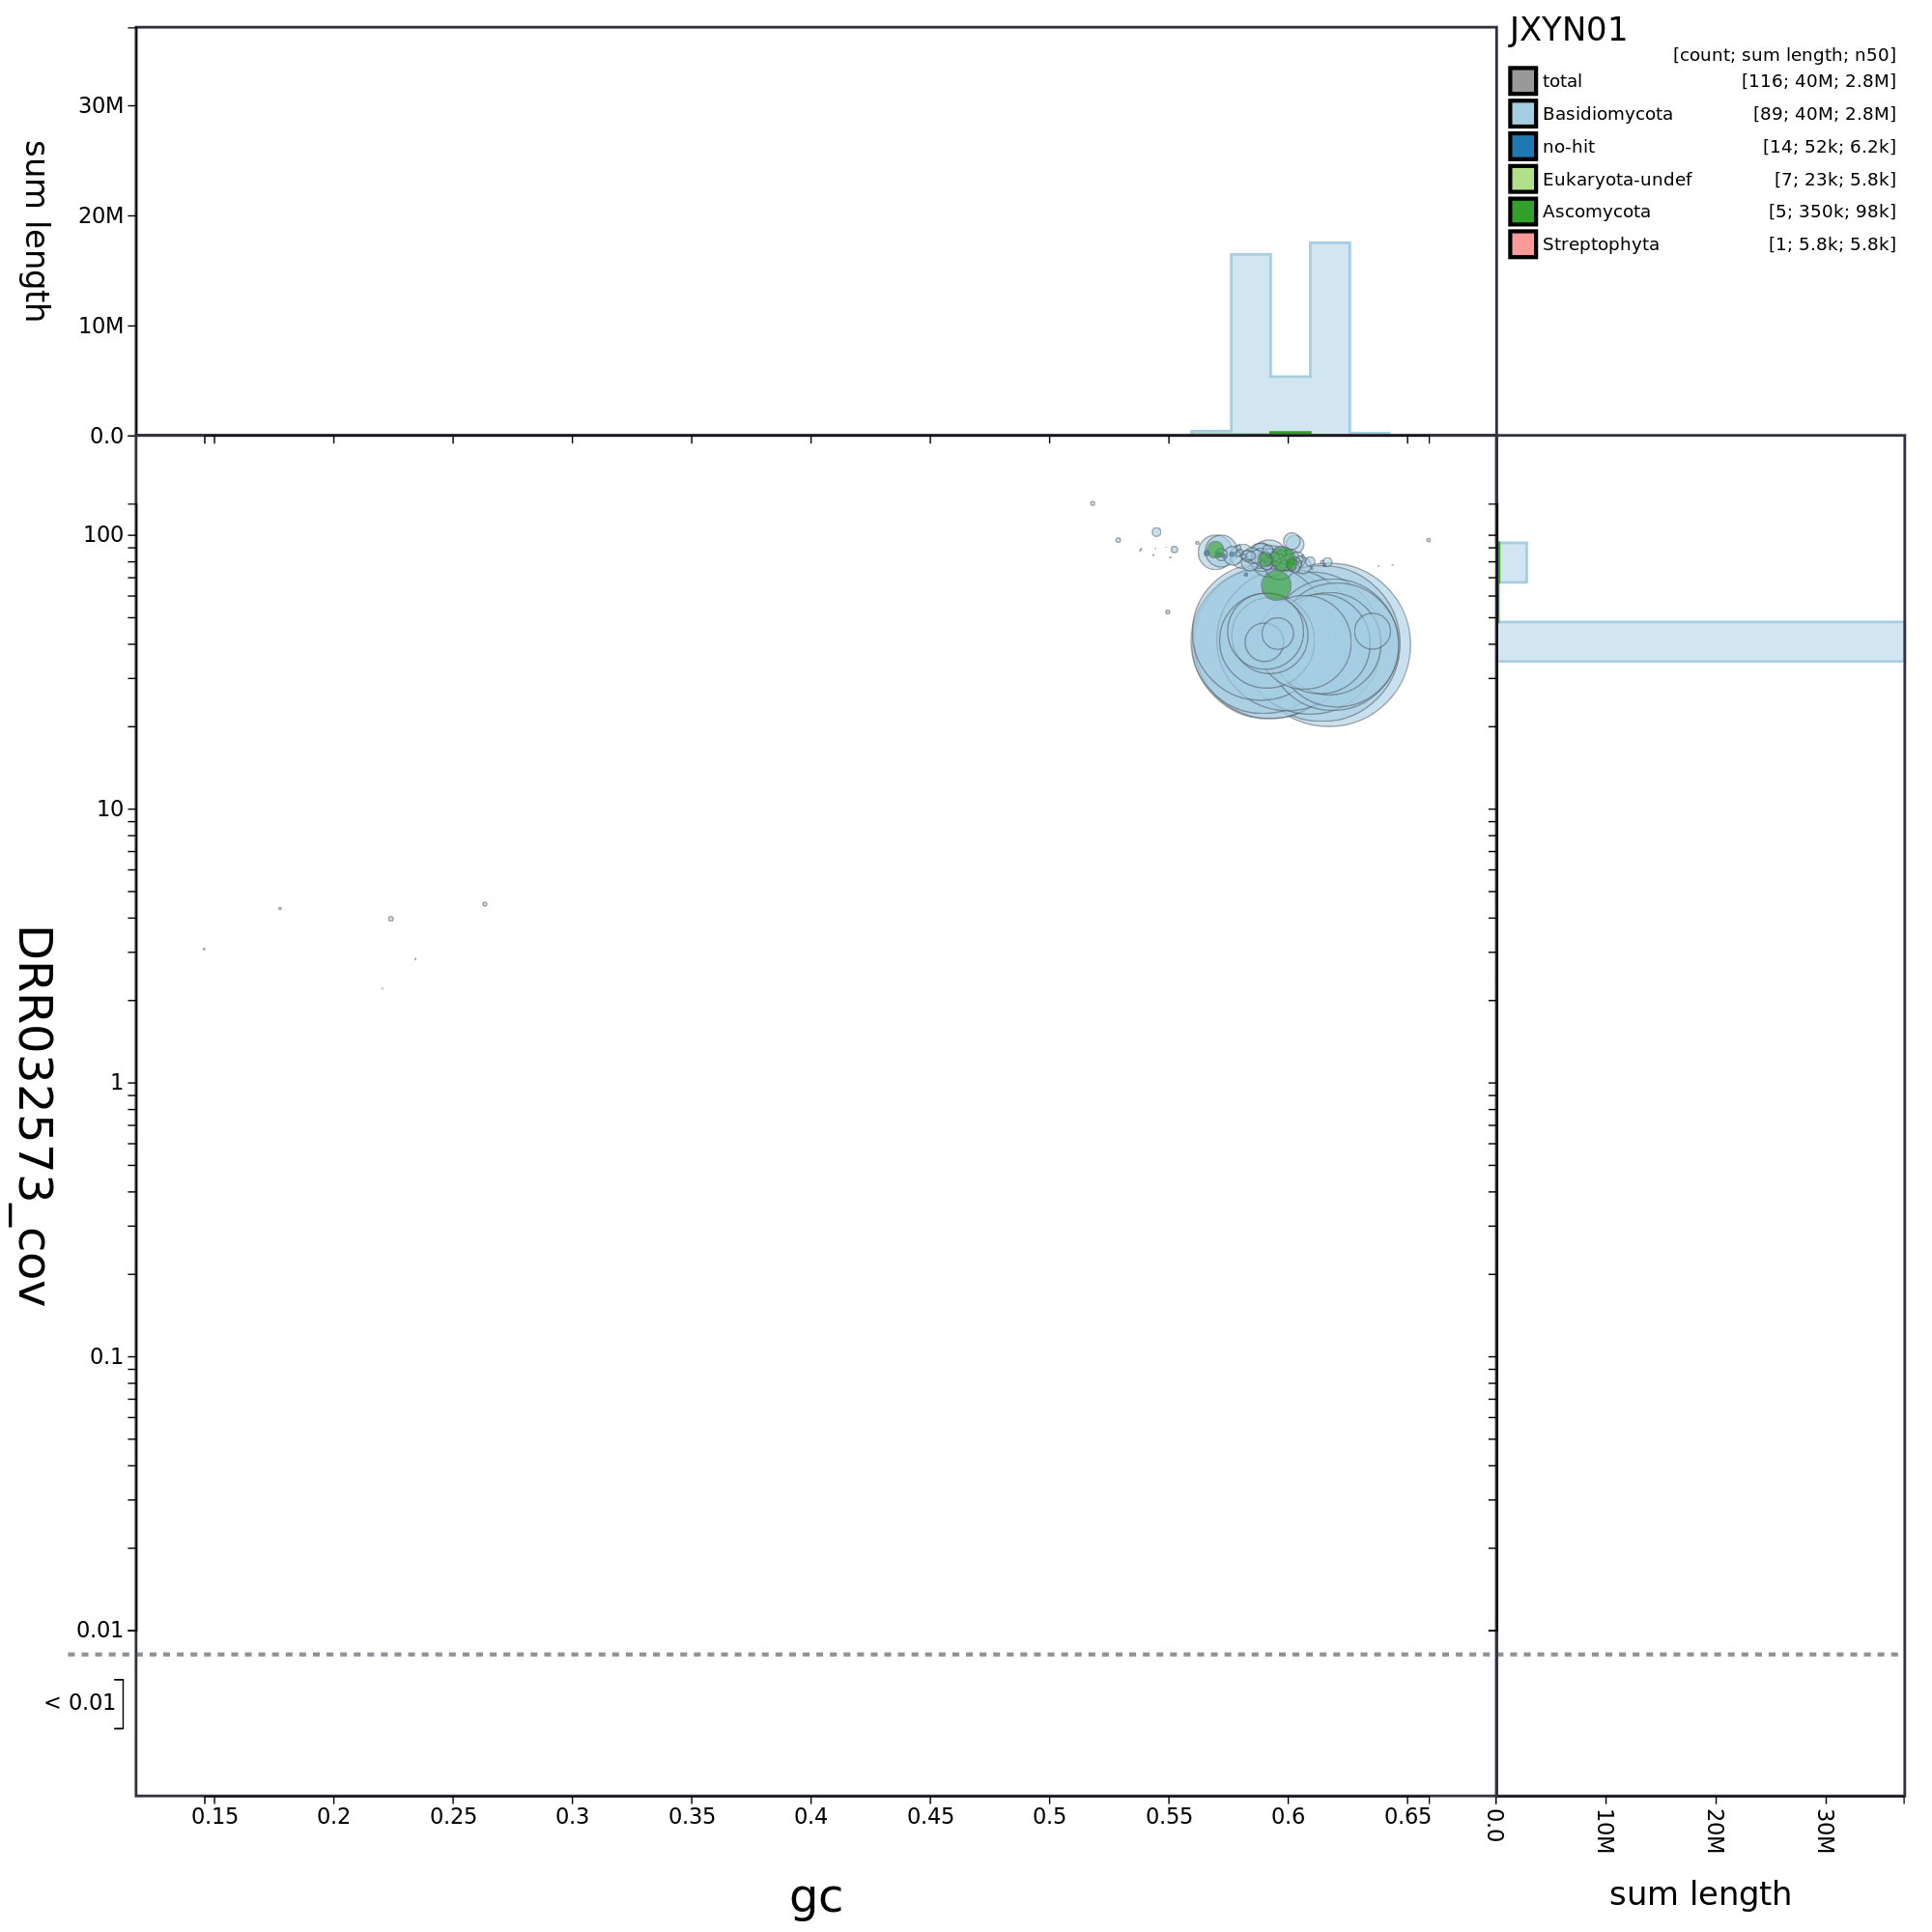 JXYN01
[count; sum length; n50]
total [116; 40M; 2.8M]
Basidiomycota [89; 40M; 2.8M]
no-hit [14; 52k; 6.2k]
Eukaryota-undef [7; 23k; 5.8k]
Ascomycota [5; 350k; 98k]
Streptophyta [1; 5.8k; 5.8k]
sum length
30M
20M
10M
0.0
DRR032573_cov
100
10
1
0.1
0.01
< 0.01
0.15 0.2 0.25 0.3 0.35 0.4 0.45 0.5 0.55 0.6 0.65
gc
0.0 10M 20M 30M
sum length